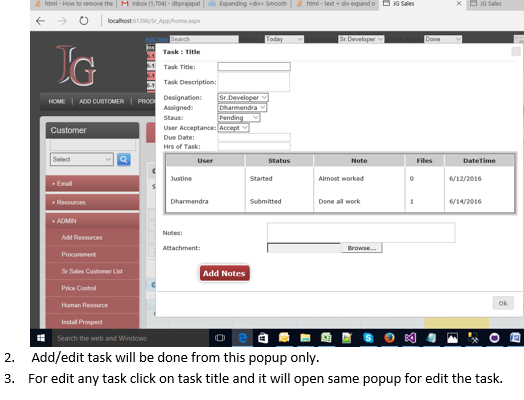 html - How to remove the
Inbox (1,704) - dbprajapat
Expanding <div> Smooth
html - text + div expand o
JG Sales
JG Sales
localhost:61396/Sr_App/home.aspx
Search
Today
Sr.Developer
Done
JG
HOME | ADD CUSTOMER |
Customer
Select
Email
Resources
ADMIN
Add Resources
Procurement
Sr Sales Customer List
Price Control
Human Resource
Install Prospect
Task : Title
Task Title:
Task Description:
Designation: Sr.Developer
Assigned: Dharmendra
Staus: Pending
User Acceptance: Accept
Due Date:
Hrs of Task:
User Status Note Files DateTime
Justine Started Almost worked 0 6/12/2016
Dharmendra Submitted Done all work 1 6/14/2016
Notes:
Attachment: Browse...
Add Notes
Ok
Search the web and Windows
2. Add/edit task will be done from this popup only.
3. For edit any task click on task title and it will open same popup for edit the task.